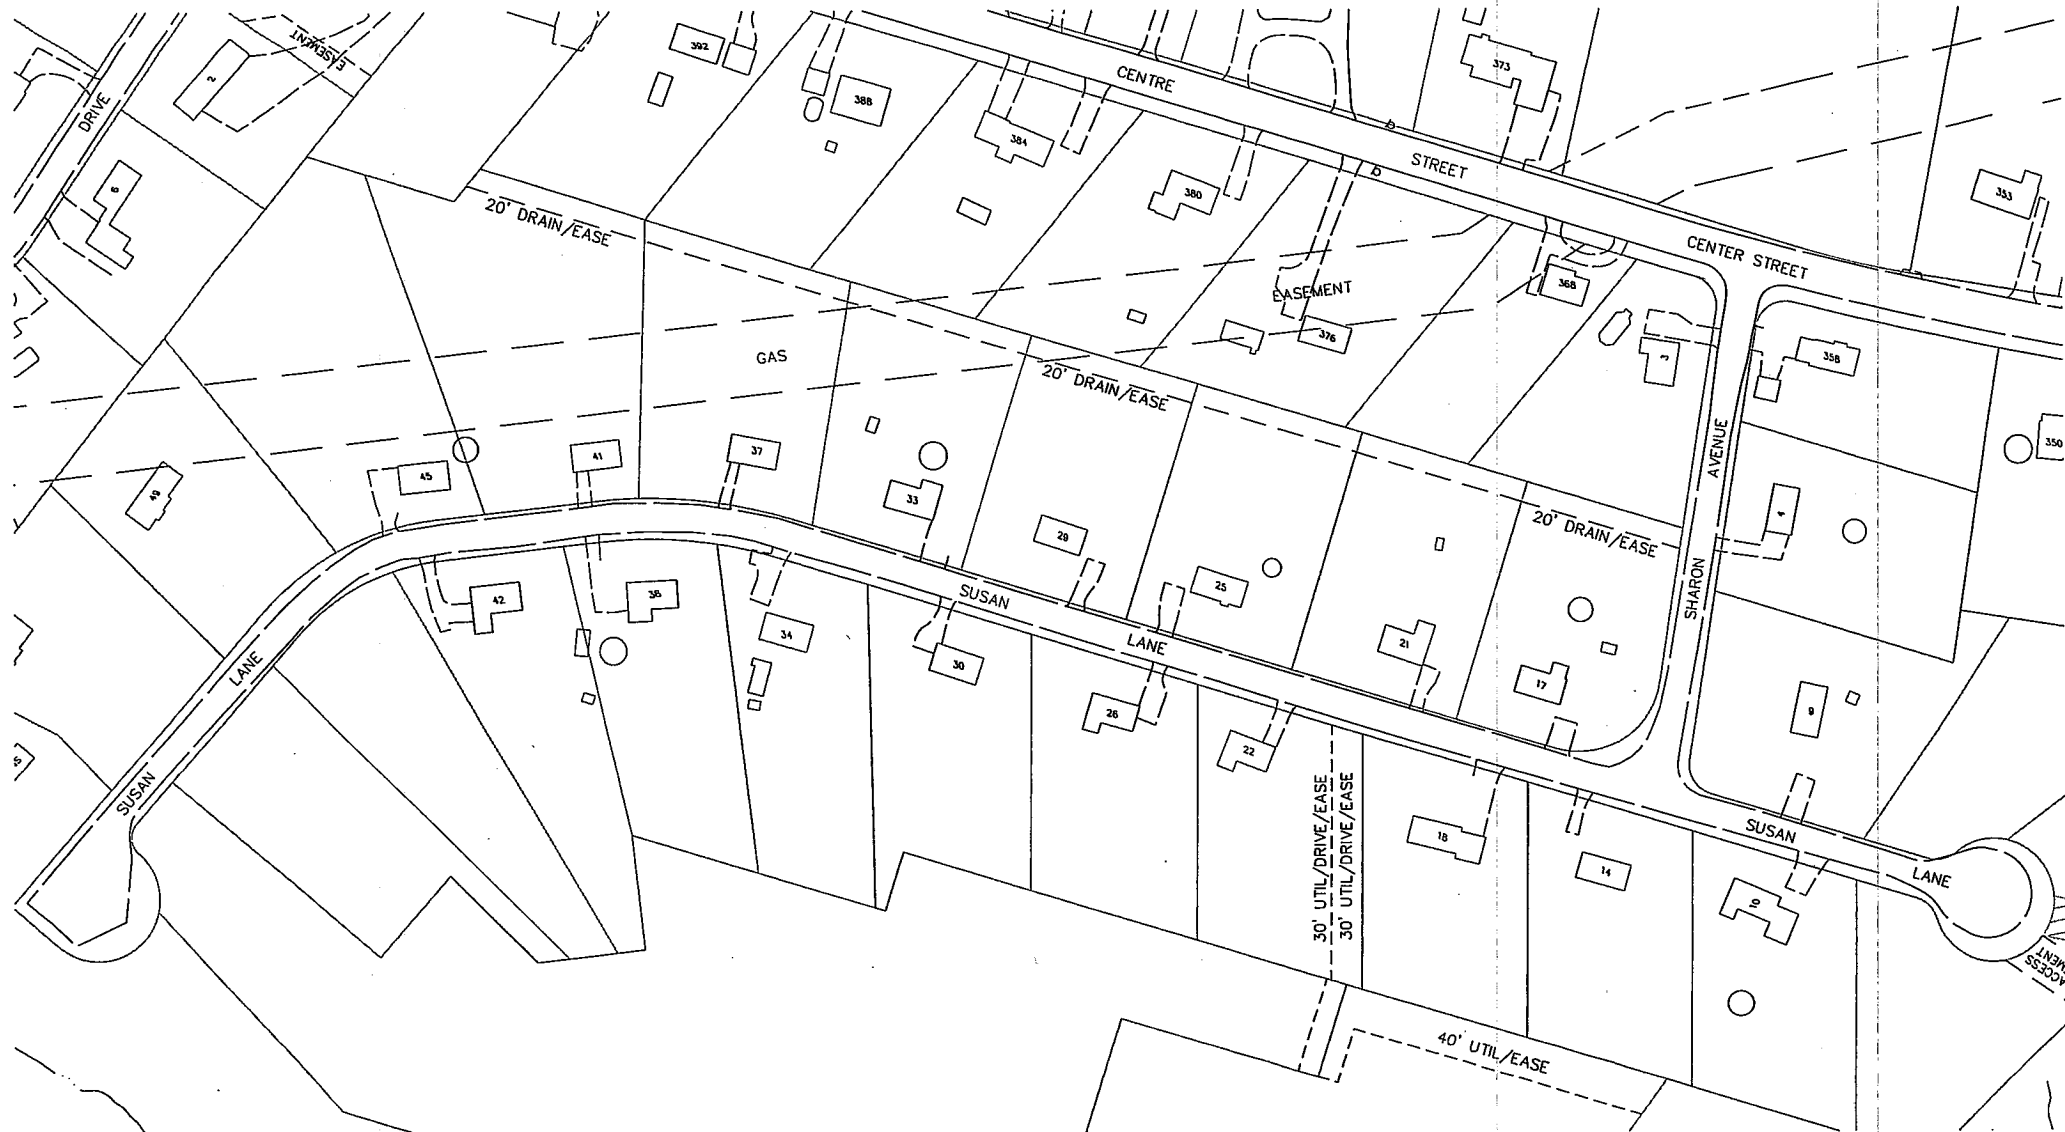 EASEMENT
2
392
388
CENTRE
373
DRIVE
6
384
380
STREET
353
20' DRAIN/EASE
CENTER STREET
368
EASEMENT
376
GAS
3
358
20' DRAIN/EASE
350
AVENUE
45
41
37
33
49
4
29
20' DRAIN/EASE
25
SHARON
42
38
SUSAN
34
30
LANE
21
17
LANE
26
22
9
SUSAN
30' UTIL/DRIVE/EASE
30' UTIL/DRIVE/EASE
18
SUSAN
14
LANE
10
ACCESS
40' UTIL/EASE